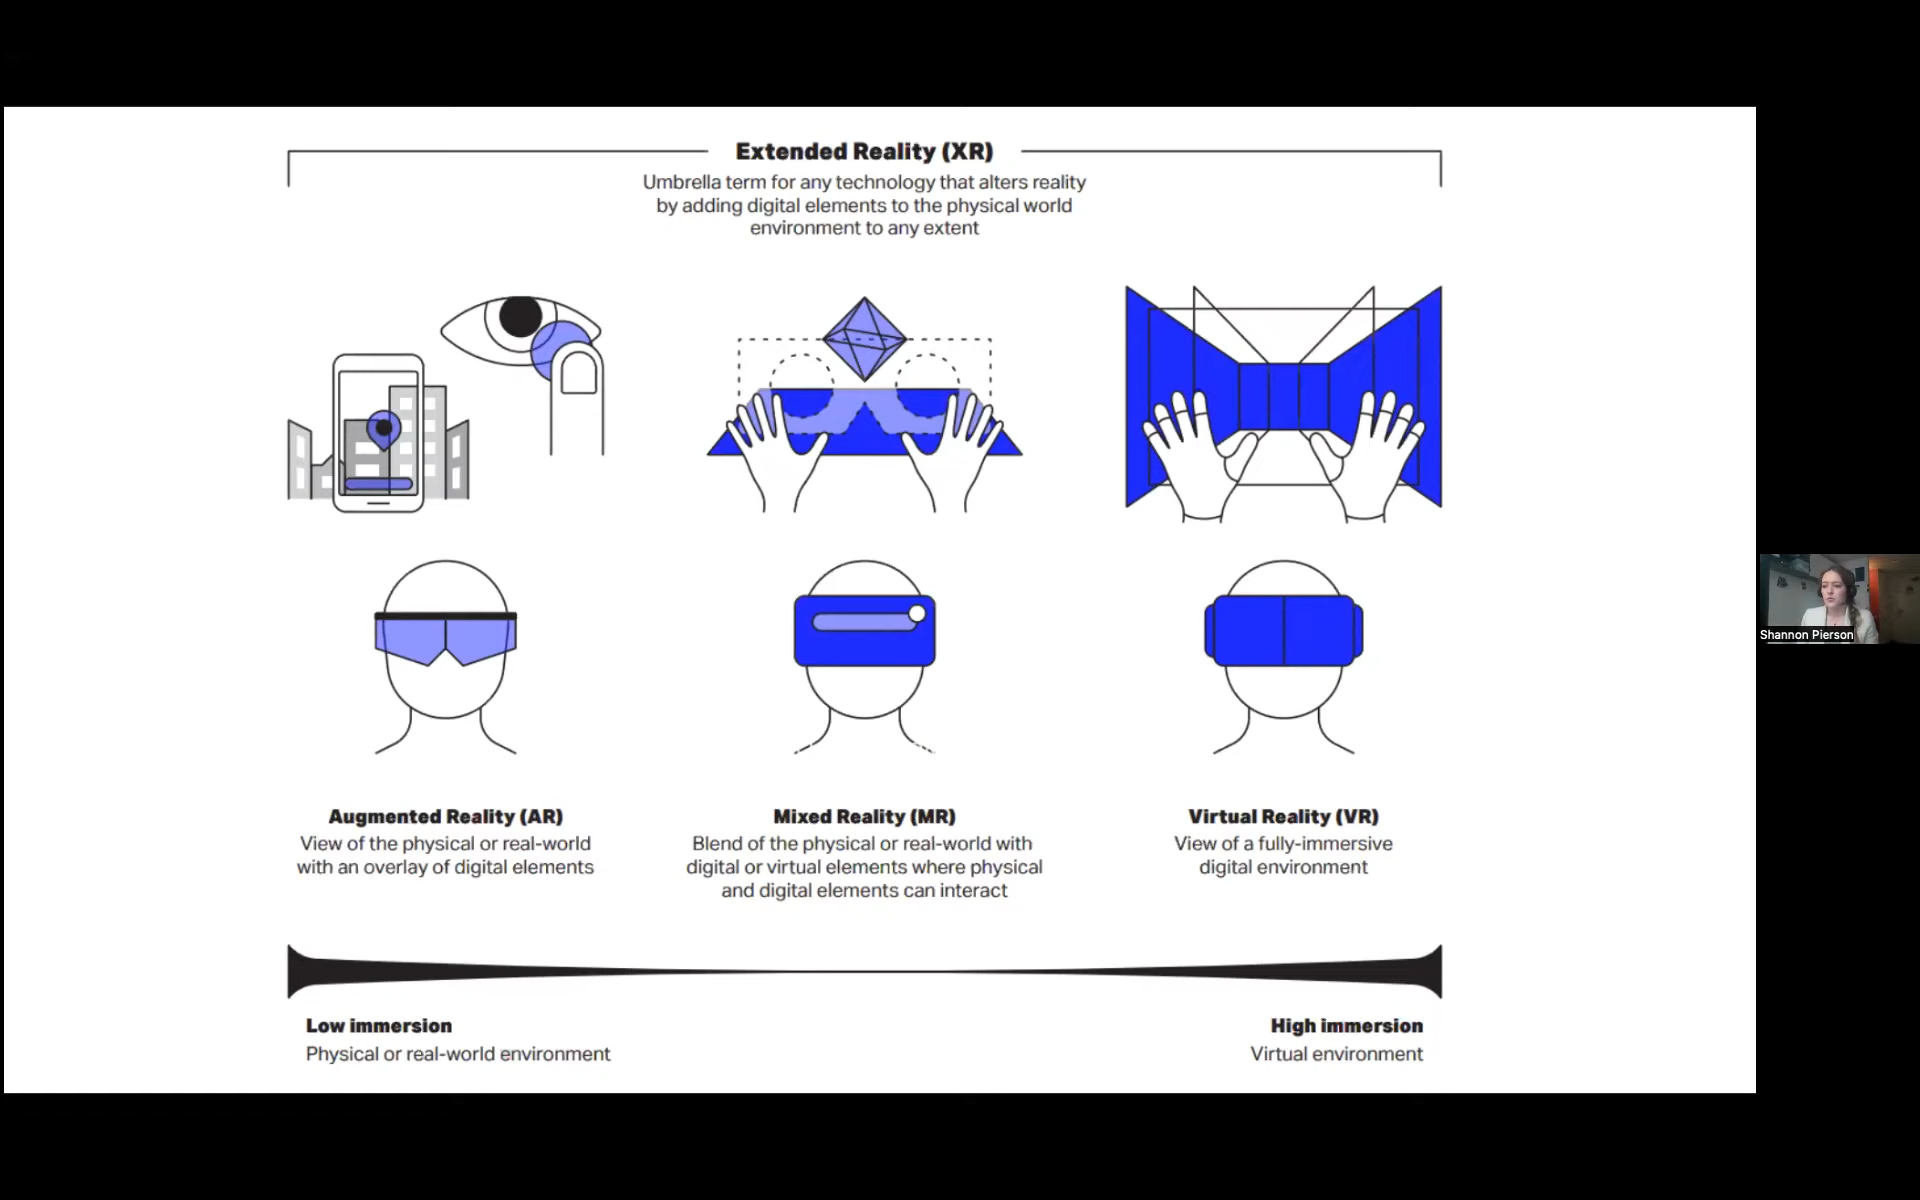 Extended Reality (XR)
Umbrella term for any technology that alters reality
by adding digital elements to the physical world
environment to any extent
Augmented Reality (AR)
View of the physical or real-world
with an overlay of digital elements
Mixed Reality (MR)
Blend of the physical or real-world with
digital or virtual elements where physical
and digital elements can interact
Virtual Reality (VR)
View of a fully-immersive
digital environment
Low immersion
Physical or real-world environment
High immersion
Virtual environment
Shannon Pierson